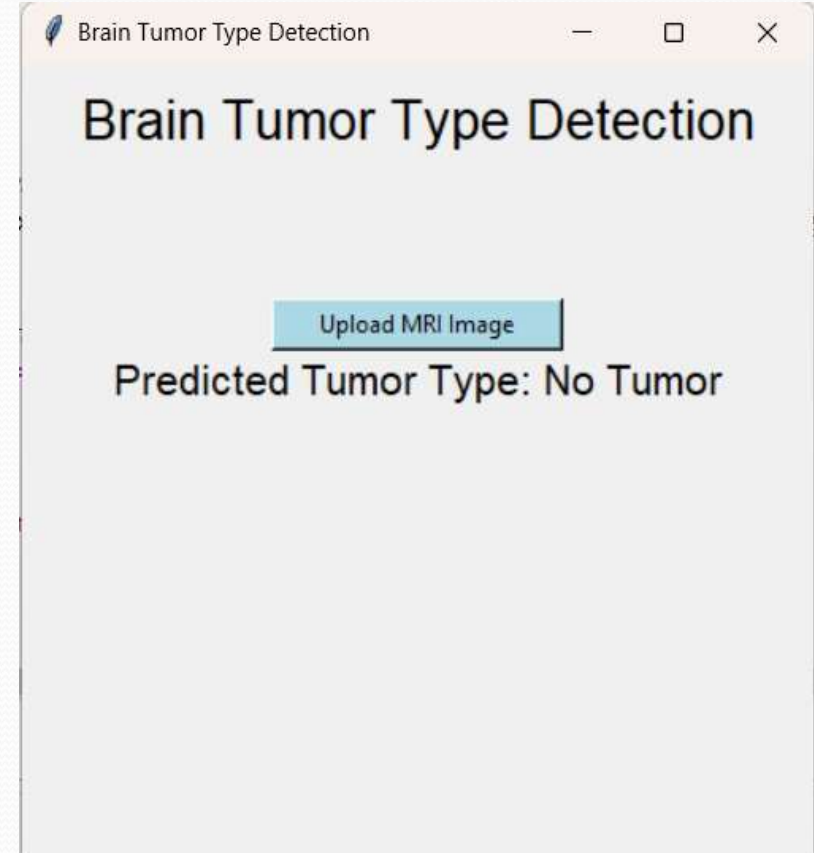 Brain Tumor Type Detection
Brain Tumor Type Detection
Upload MRI Image
Predicted Tumor Type: No Tumor